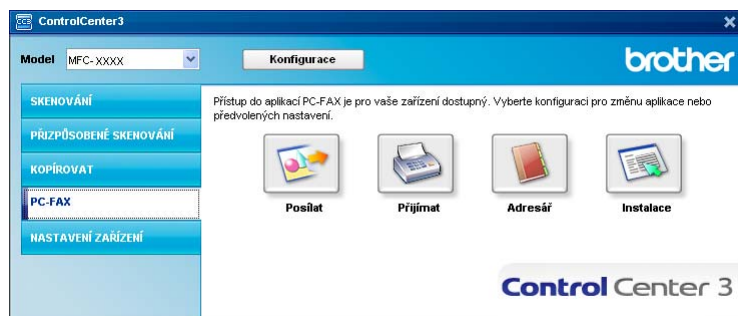 ControlCenter3
Model MFC-XXXX Konfigurace brother
SKENOVÁNÍ
PŘIZPŮSOBENÉ SKENOVÁNÍ
KOPÍROVAT
PC-FAX
NASTAVENÍ ZAŘÍZENÍ
Přístup do aplikací PC-FAX je pro vaše zařízení dostupný. Vyberte konfiguraci pro změnu aplikace nebo
předvolených nastavení.
Posílat Přijímat Adresář Instalace
Control Center 3